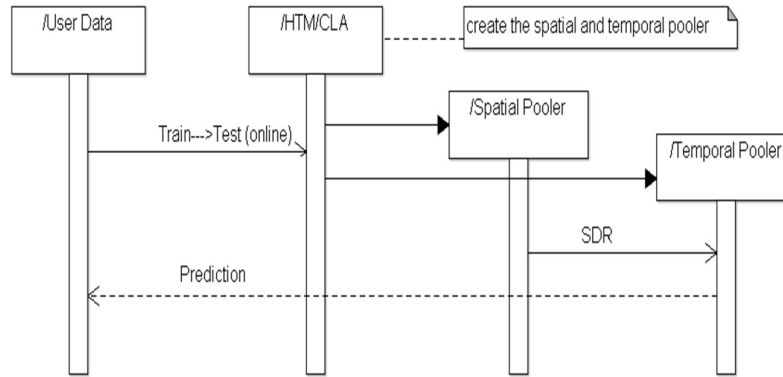 /User Data
/HTM/CLA
create the spatial and temporal pooler
/Spatial Pooler
Train--->Test (online)
/Temporal Pooler
SDR
Prediction